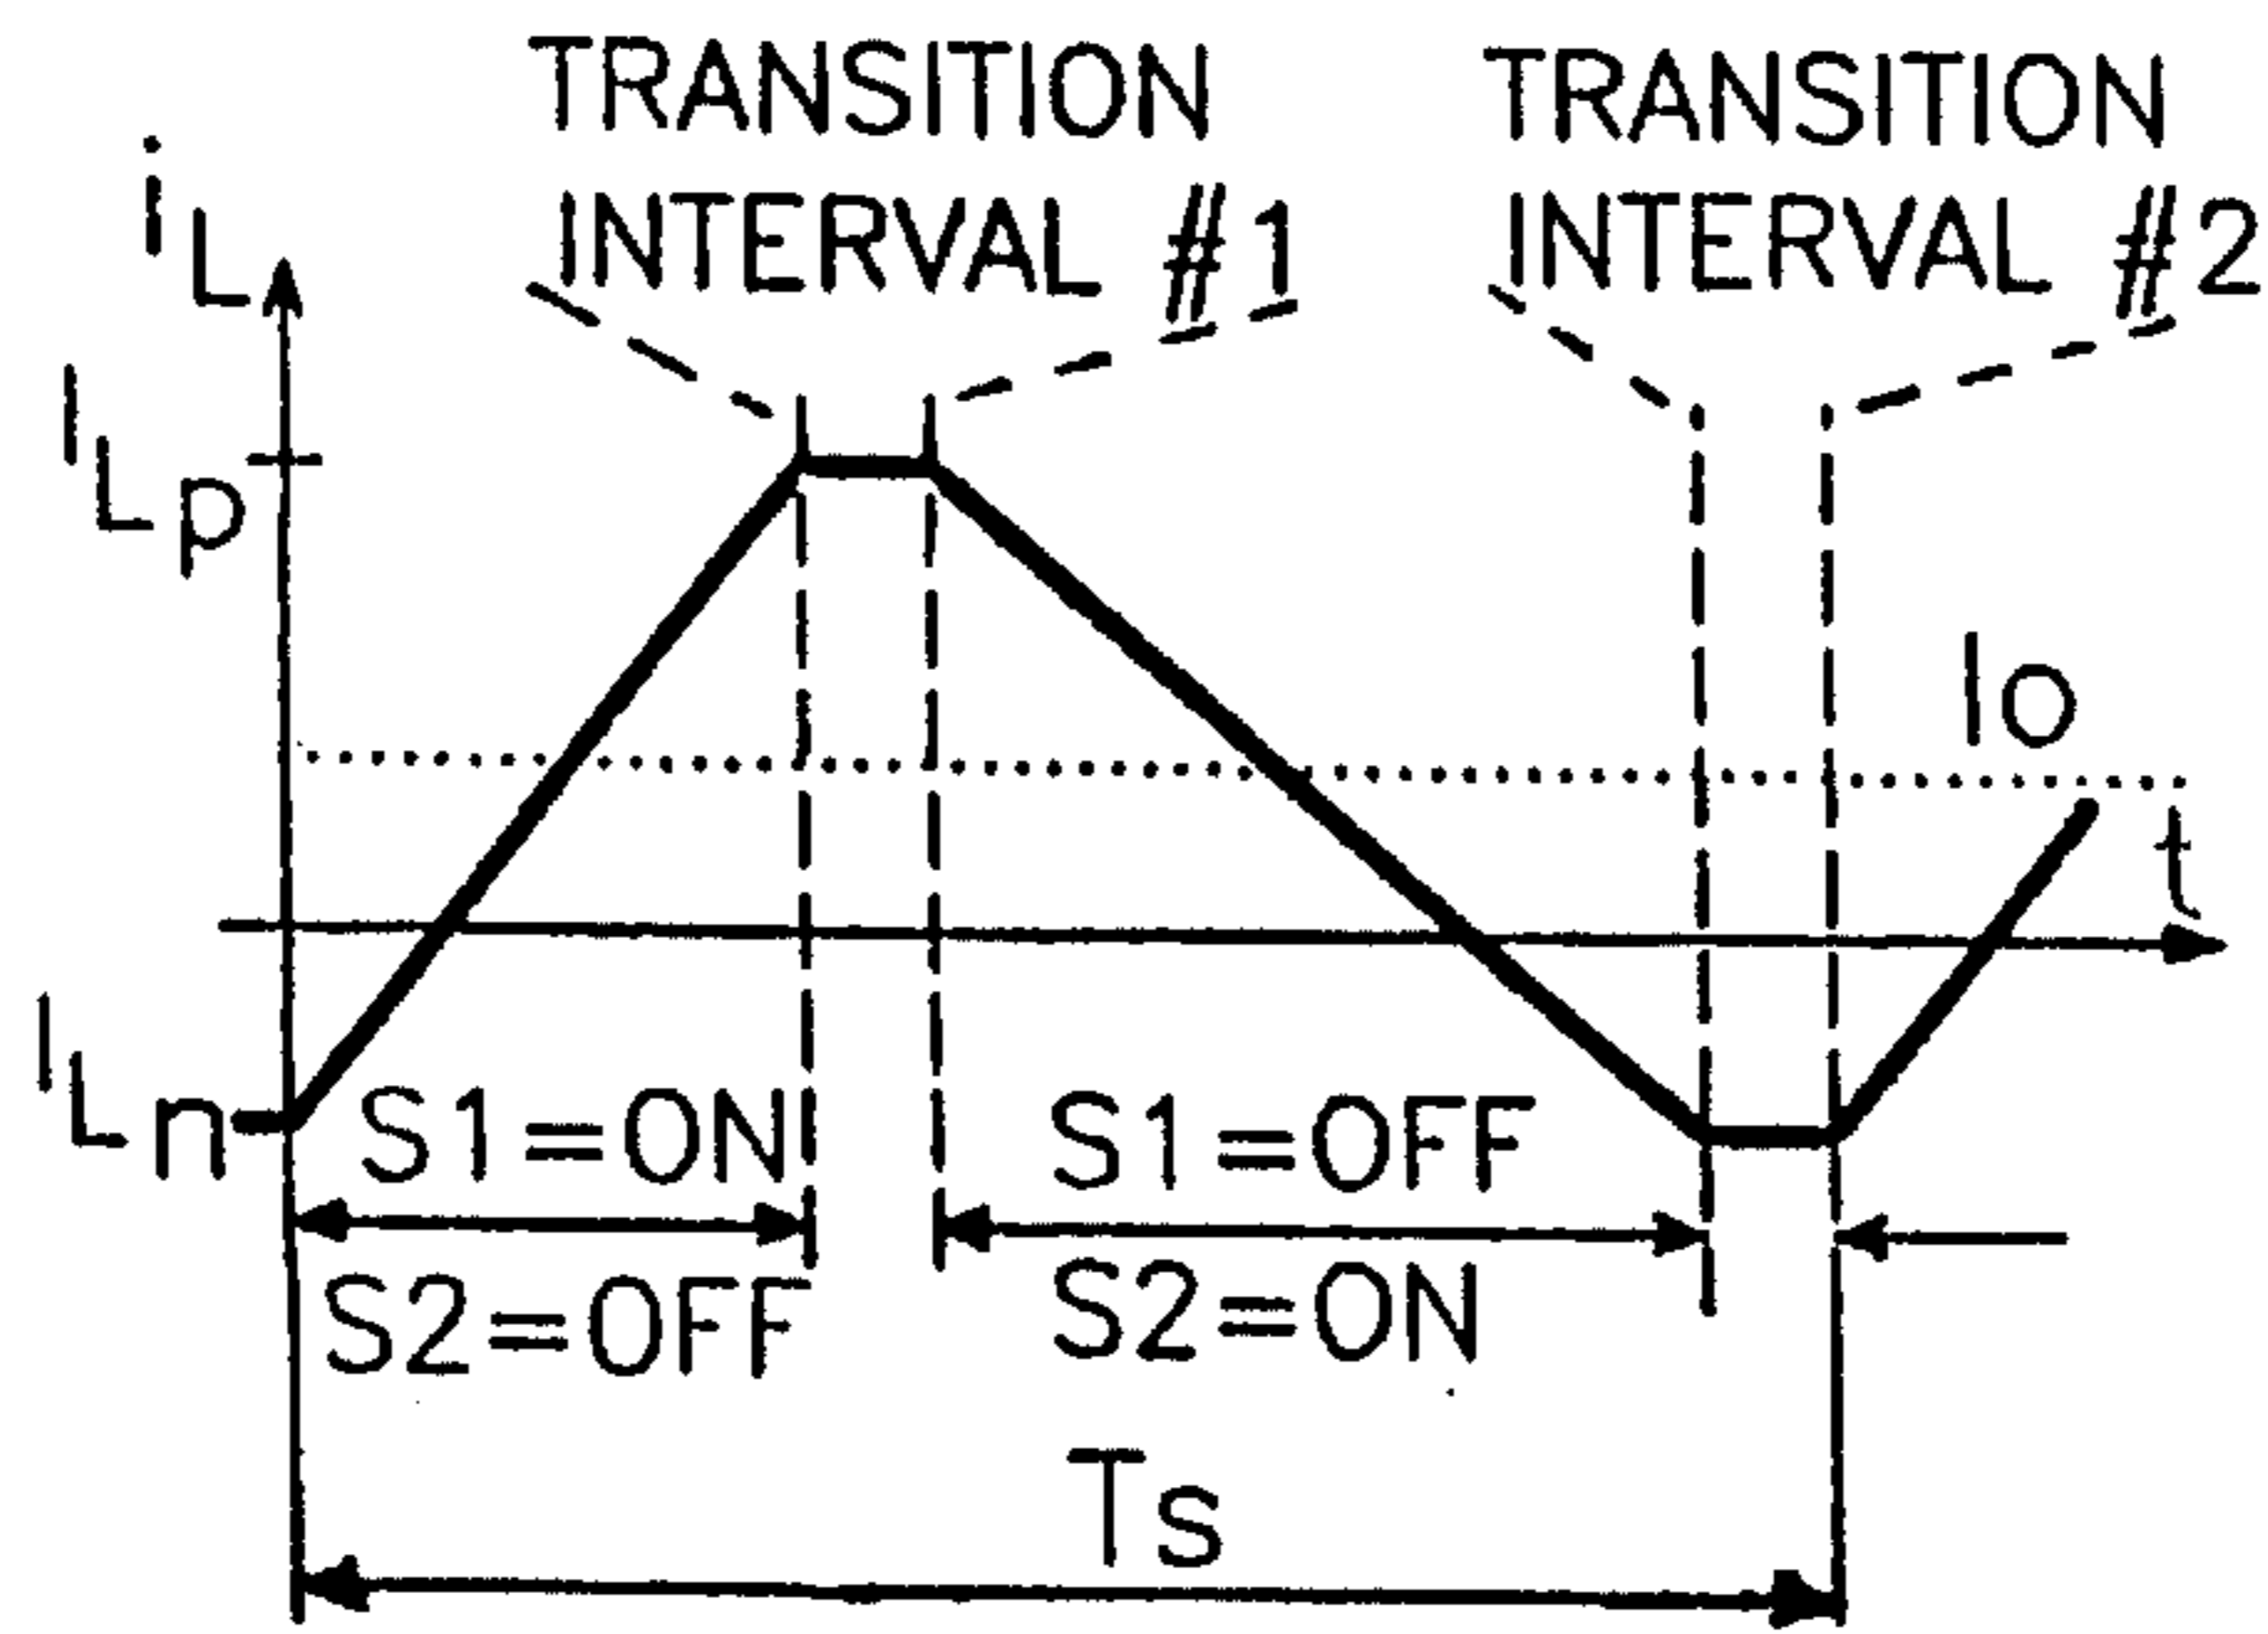 TRANSITION
INTERVAL #1
TRANSITION
INTERVAL #2
iL
ILp
IO
t
ILn
S1=ON
S2=OFF
S1=OFF
S2=ON
Ts